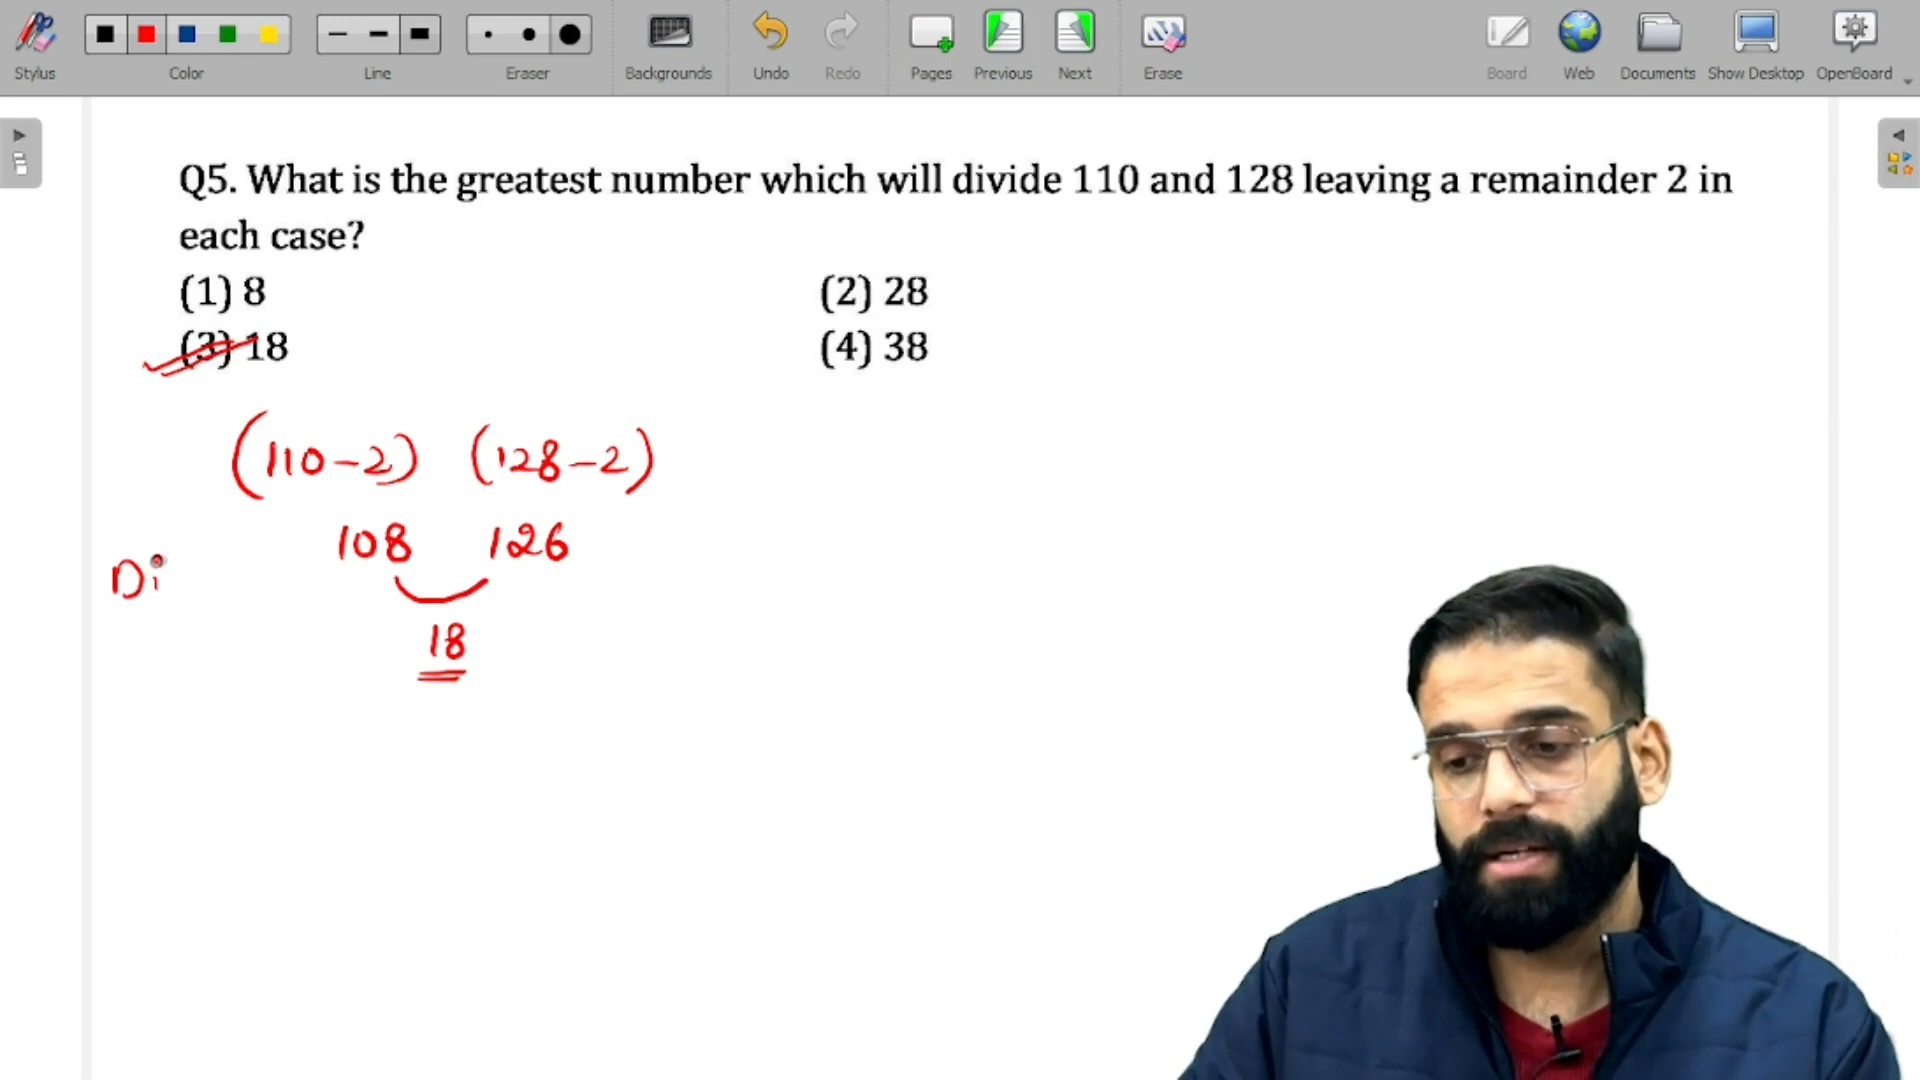 Stylus
Color
Line
Eraser
Backgrounds
Undo
Redo
Pages
Previous
Next
Erase
Board
Web
Documents
Show Desktop
OpenBoard
Q5. What is the greatest number which will divide 110 and 128 leaving a remainder 2 in
each case?
(1) 8
(2) 28
(3) 18
(4) 38
(110-2) (128-2)
108 126
Di
18